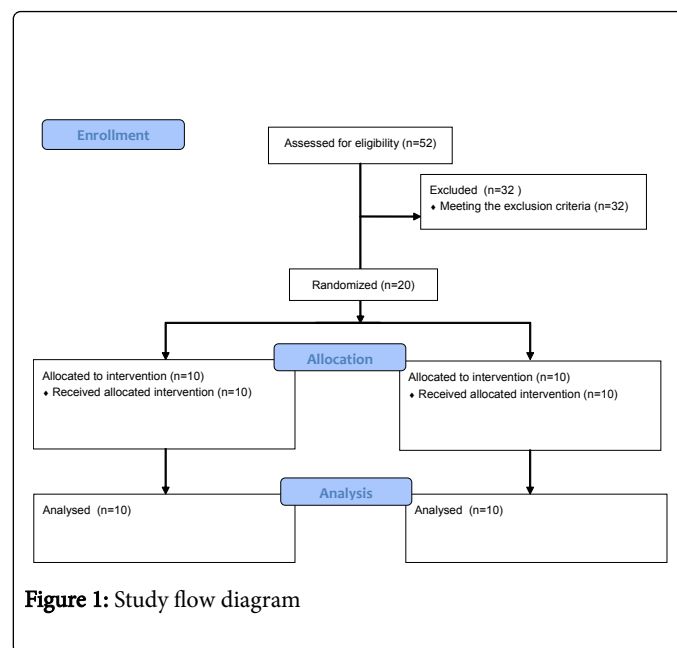 Enrollment
Assessed for eligibility (n=52)
Excluded  (n=32 )
♦ Meeting the exclusion criteria (n=32)
Randomized (n=20)
Allocation
Allocated to intervention (n=10)
♦ Received allocated intervention (n=10)
Allocated to intervention (n=10)
♦ Received allocated intervention (n=10)
Analysis
Analysed  (n=10)
Analysed  (n=10)
Figure 1: Study flow diagram